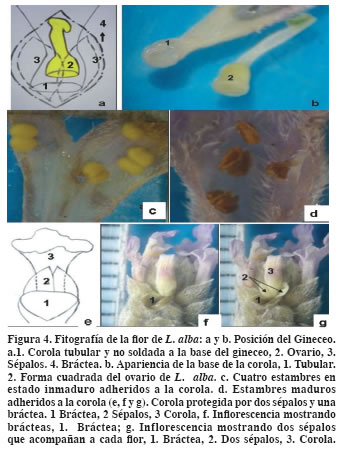 4
3
2
3'
1
a
1
2
b
c
d
3
2
1
e
1
f
2
3
1
g
Figura 4. Fitografía de la flor de L. alba: a y b. Posición del Gineceo.
a.1. Corola tubular y no soldada a la base del gineceo, 2. Ovario, 3.
Sépalos. 4. Bráctea. b. Apariencia de la base de la corola, 1. Tubular.
2. Forma cuadrada del ovario de L. alba. c. Cuatro estambres en
estado inmaduro adheridos a la corola. d. Estambres maduros
adheridos a la corola (e, f y g). Corola protegida por dos sépalos y una
bráctea. 1 Bráctea, 2 Sépalos, 3 Corola, f. Inflorescencia mostrando
brácteas, 1. Bráctea; g. Inflorescencia mostrando dos sépalos
que acompañan a cada flor, 1. Bráctea, 2. Dos sépalos, 3. Corola.